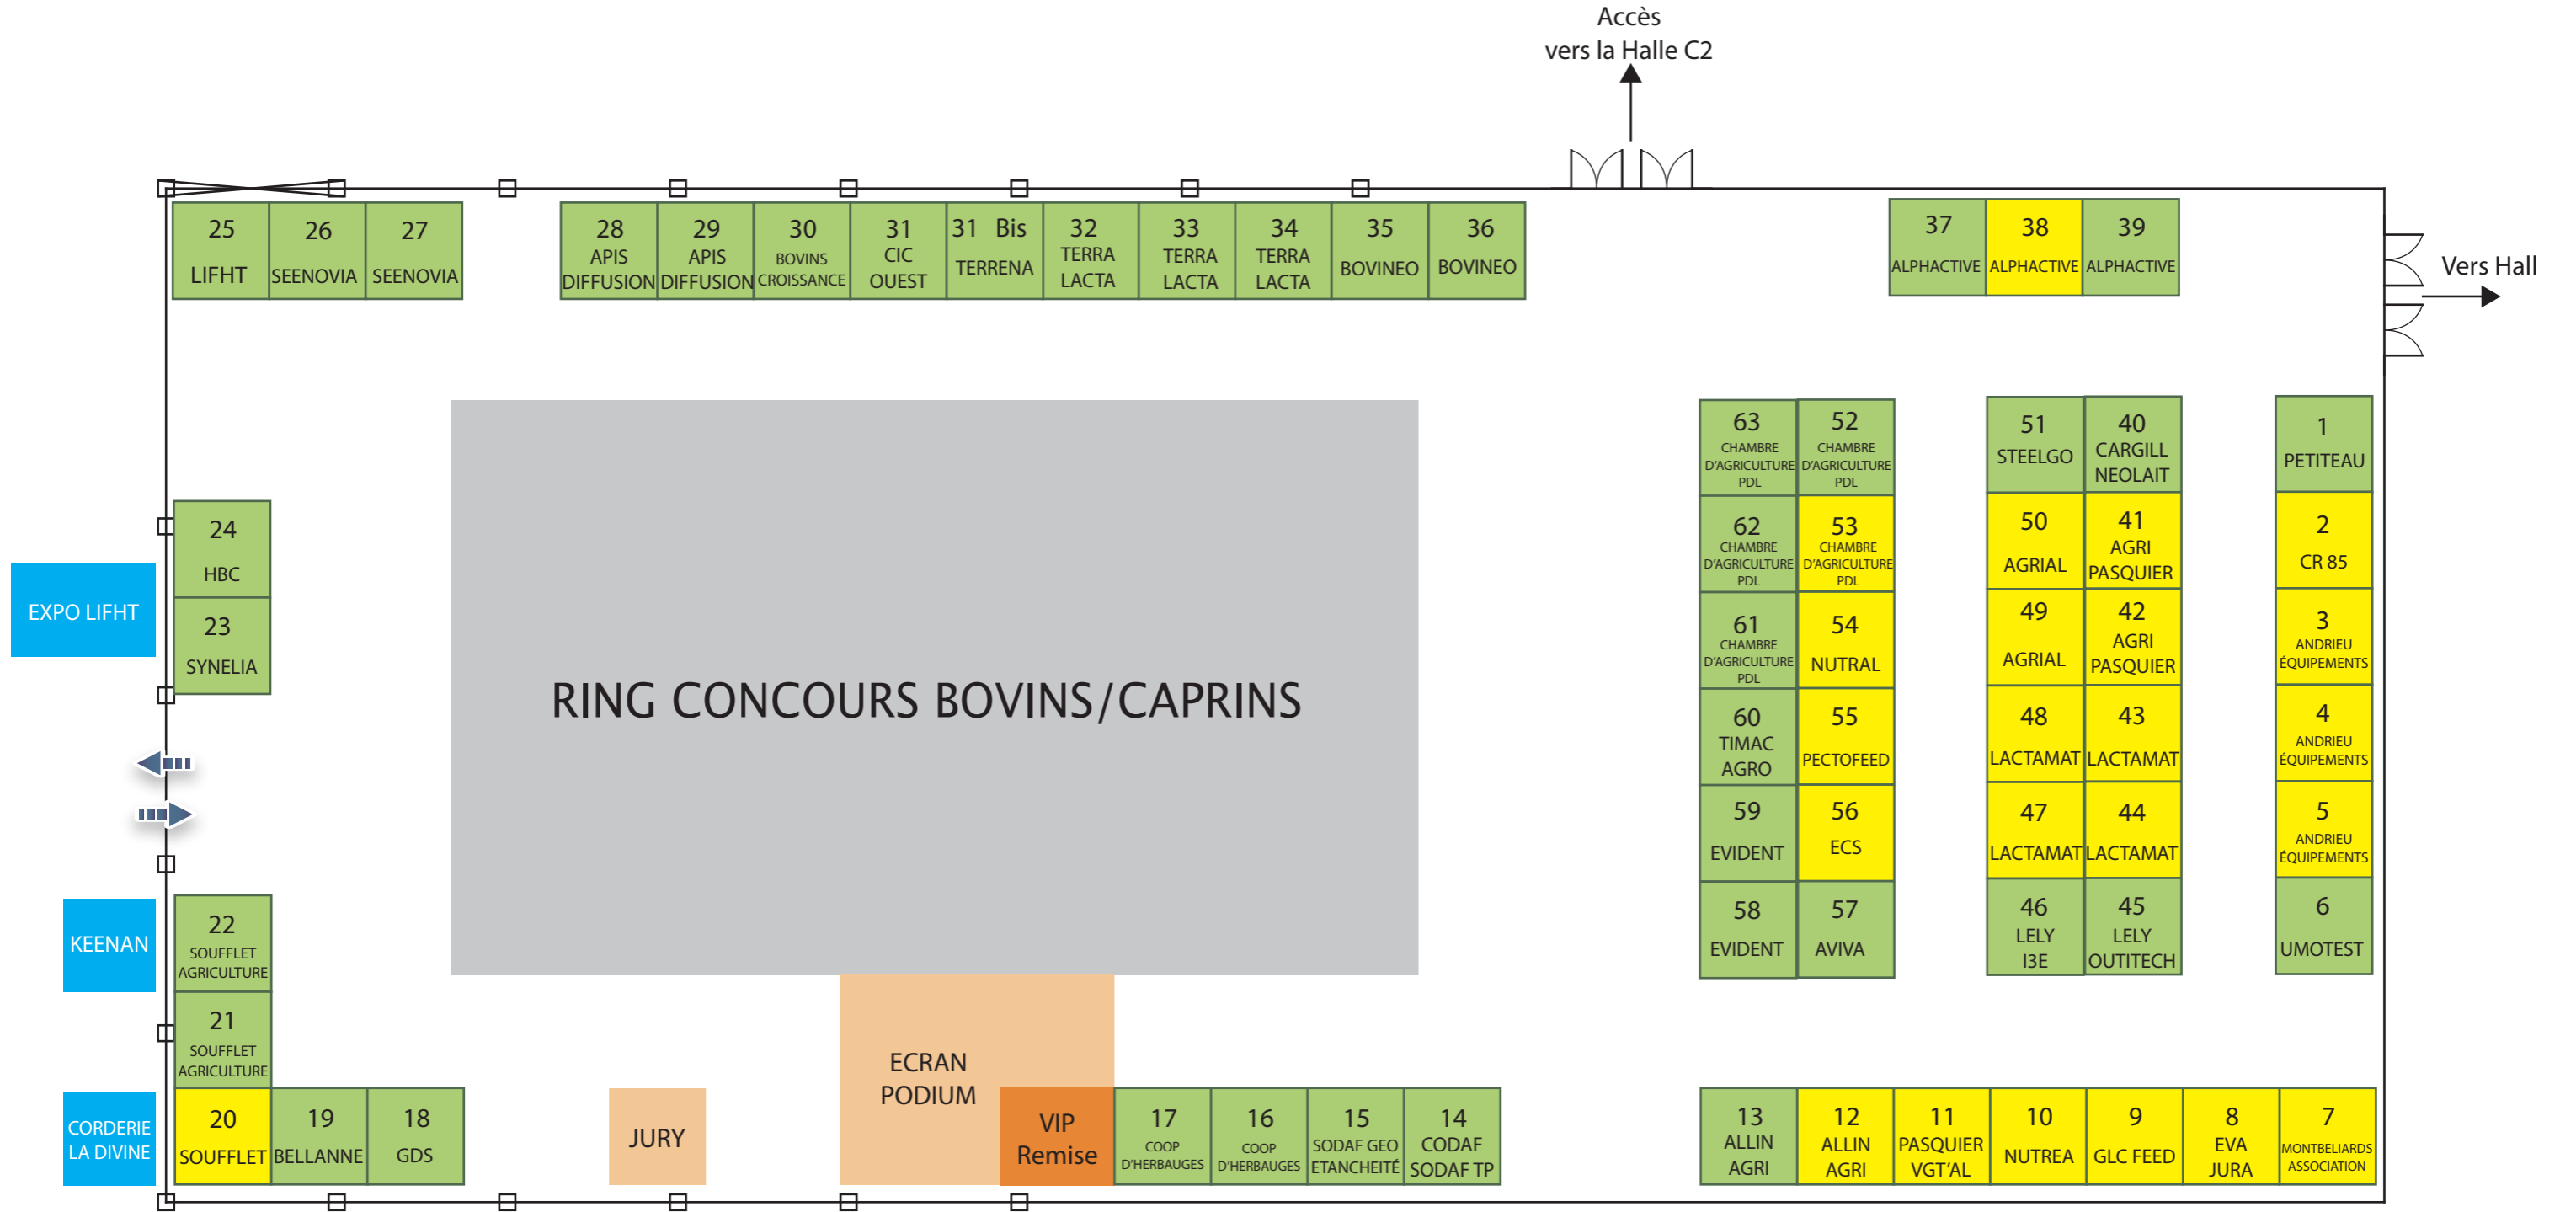 Accès
vers la Halle C2
Vers Hall
25
LIFHT
26
SEENOVIA
27
SEENOVIA
28
APIS
DIFFUSION
29
APIS
DIFFUSION
30
BOVINS
CROISSANCE
31
CIC
OUEST
31 Bis
TERRENA
32
TERRA
LACTA
33
TERRA
LACTA
34
TERRA
LACTA
35
BOVINEO
36
BOVINEO
37
ALPHACTIVE
38
ALPHACTIVE
39
ALPHACTIVE
24
HBC
23
SYNELIA
EXPO LIFHT
KEENAN
CORDERIE
LA DIVINE
22
SOUFFLET
AGRICULTURE
21
SOUFFLET
AGRICULTURE
20
SOUFFLET
19
BELLANNE
18
GDS
RING CONCOURS BOVINS/CAPRINS
JURY
ECRAN
PODIUM
VIP
Remise
17
COOP
D'HERBAUGES
16
COOP
D'HERBAUGES
15
SODAF GEO
ETANCHEITÉ
14
CODAF
SODAF TP
63
CHAMBRE
D'AGRICULTURE
PDL
52
CHAMBRE
D'AGRICULTURE
PDL
62
CHAMBRE
D'AGRICULTURE
PDL
53
CHAMBRE
D'AGRICULTURE
PDL
61
CHAMBRE
D'AGRICULTURE
PDL
54
NUTRAL
60
TIMAC
AGRO
55
PECTOFEED
59
EVIDENT
56
ECS
58
EVIDENT
57
AVIVA
51
STEELGO
40
CARGILL
NEOLAIT
50
AGRIAL
41
AGRI
PASQUIER
49
AGRIAL
42
AGRI
PASQUIER
48
LACTAMAT
43
LACTAMAT
47
LACTAMAT
44
LACTAMAT
46
LELY
I3E
45
LELY
OUTITECH
1
PETITEAU
2
CR 85
3
ANDRIEU
ÉQUIPEMENTS
4
ANDRIEU
ÉQUIPEMENTS
5
ANDRIEU
ÉQUIPEMENTS
6
UMOTEST
13
ALLIN
AGRI
12
ALLIN
AGRI
11
PASQUIER
VGT'AL
10
NUTREA
9
GLC FEED
8
EVA
JURA
7
MONTBELIARDS
ASSOCIATION